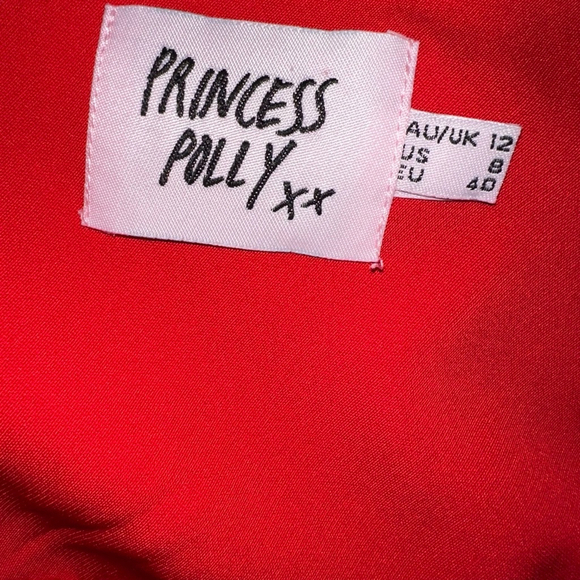 PRINCESS
POLLY xx
AU/UK 12
US 8
EU 40